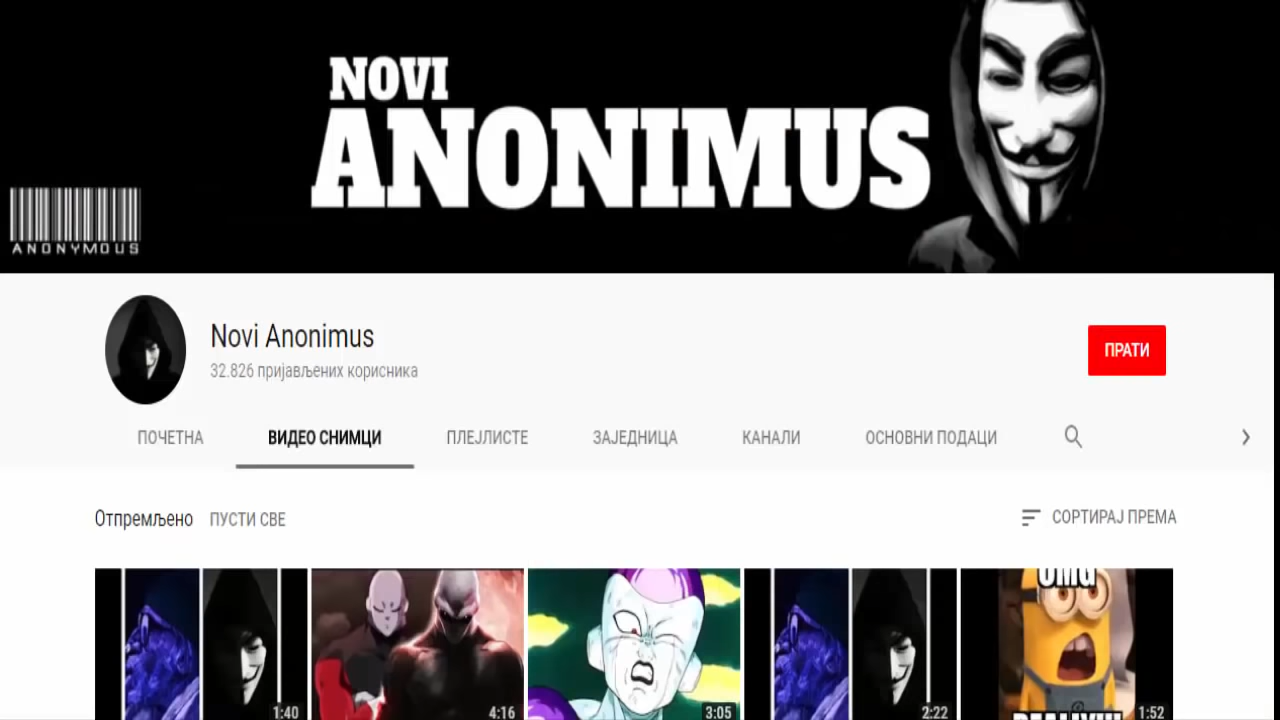 NOVI
ANONIMUS
ANONYMOUS
Novi Anonimus
32.826 пријављених корисника
ПРАТИ
ПОЧЕТНА ВИДЕО СНИМЦИ ПЛЕЈЛИСТЕ ЗАЈЕДНИЦА КАНАЛИ ОСНОВНИ ПОДАЦИ
Отпремљено ПУСТИ СВЕ СОРТИРАЈ ПРЕМА
OMG
1:40 4:16 3:05 2:22 1:52